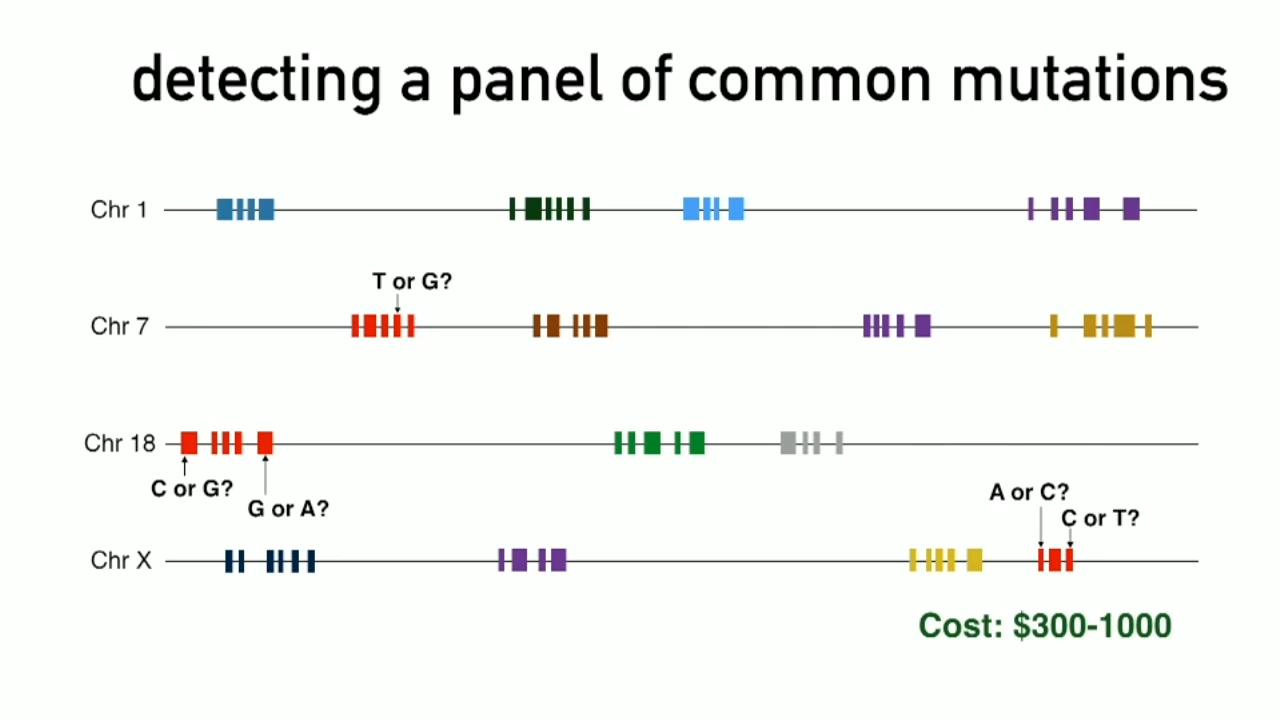 detecting a panel of common mutations
Chr 1
T or G?
Chr 7
Chr 18
C or G?
G or A?
A or C?
C or T?
Chr X
Cost: $300-1000